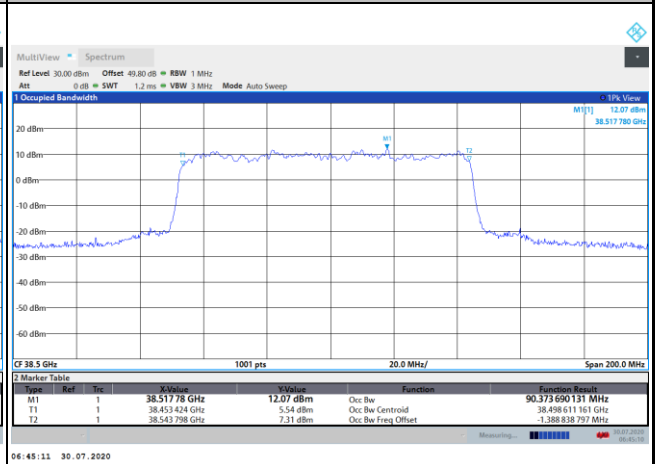 MultiView Spectrum
Ref Level 30.00 dBm Offset 49.80 dB RBW 1 MHz
Att 0 dB SWT 1.2 ms VBW 3 MHz Mode Auto Sweep
1 Occupied Bandwidth 1Pk View
M1[1] 12.07 dBm
38.517 780 GHz
20 dBm
M1
T1 T2
10 dBm
0 dBm
-10 dBm
-20 dBm
-30 dBm
-40 dBm
-50 dBm
-60 dBm
CF 38.5 GHz 1001 pts 20.0 MHz/ Span 200.0 MHz
2 Marker Table
Type Ref Trc X-Value Y-Value Function Function Result
M1 1 38.517 78 GHz 12.07 dBm Occ Bw 90.373 690 131 MHz
T1 1 38.453 424 GHz 5.54 dBm Occ Bw Centroid 38.498 611 161 GHz
T2 1 38.543 798 GHz 7.31 dBm Occ Bw Freq Offset -1.388 838 797 MHz
Measuring... 30.07.2020
06:45:10
06:45:11 30.07.2020